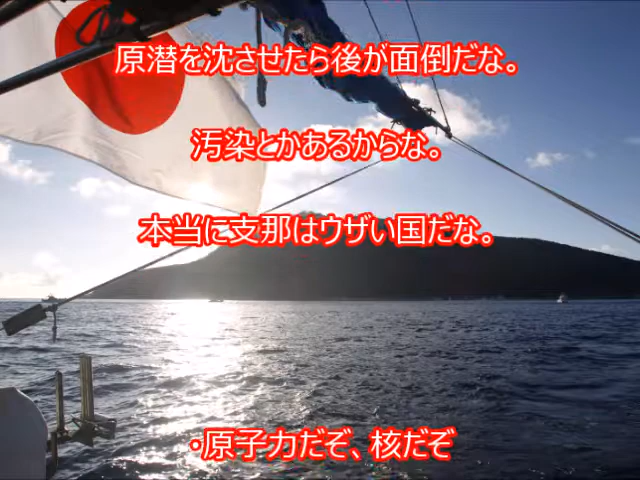 原潜を沈させたら後が面倒だな。
汚染とかあるからな。
本当に支那はウザい国だな。
・原子力だぞ、核だぞ